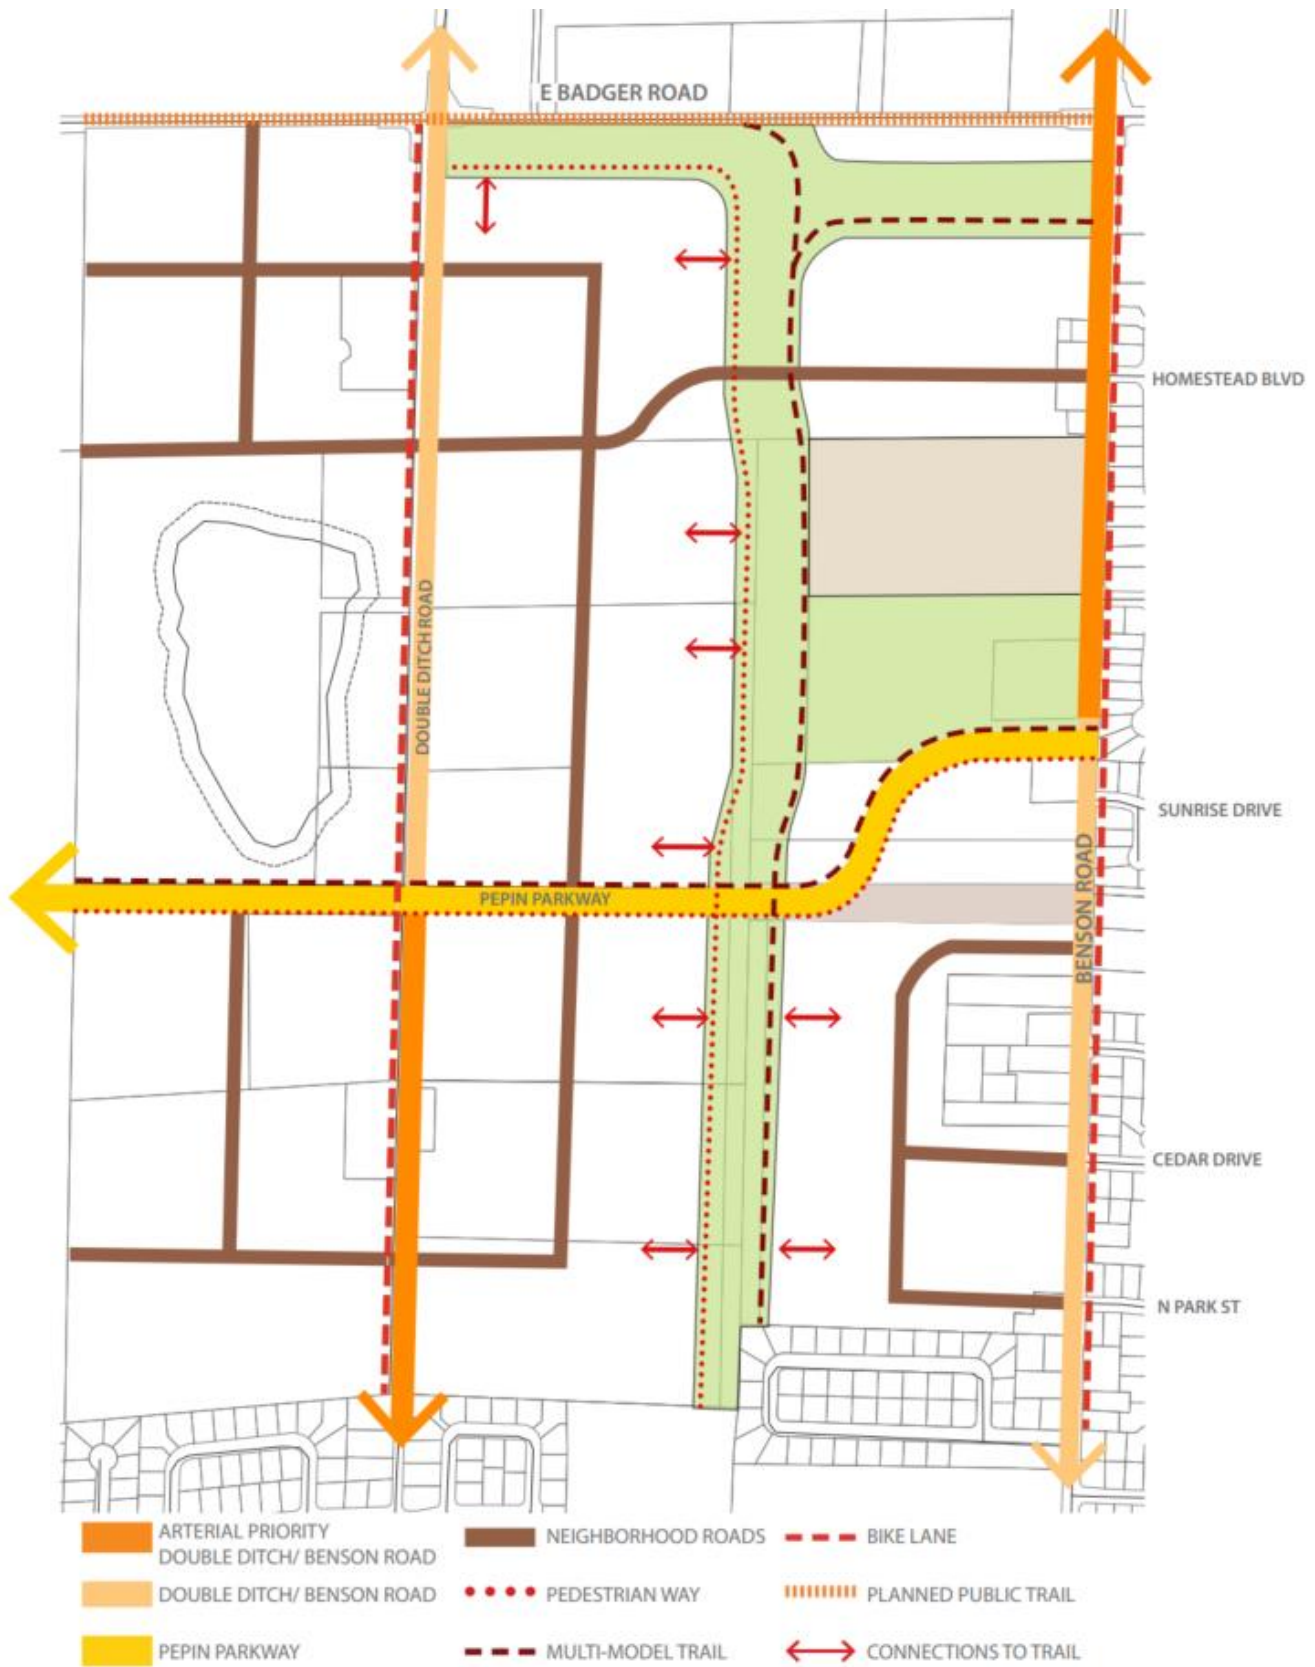 E BADGER ROAD
HOMESTEAD BLVD
DOUBLE DITCH ROAD
SUNRISE DRIVE
BENSON ROAD
PEPIN PARKWAY
CEDAR DRIVE
N PARK ST
ARTERIAL PRIORITY
DOUBLE DITCH/ BENSON ROAD
NEIGHBORHOOD ROADS
BIKE LANE
DOUBLE DITCH/ BENSON ROAD
PEDESTRIAN WAY
PLANNED PUBLIC TRAIL
PEPIN PARKWAY
MULTI-MODEL TRAIL
CONNECTIONS TO TRAIL